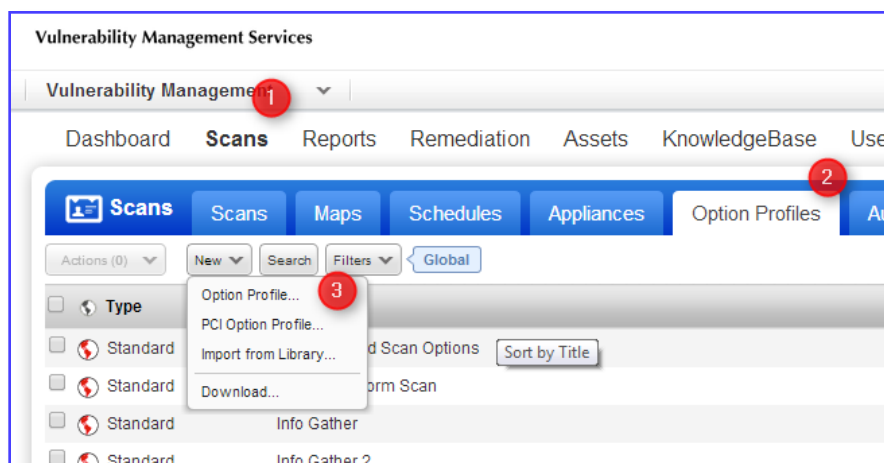 Vulnerability Management Services
Vulnerability Management
1
Dashboard Scans Reports Remediation Assets KnowledgeBase Use
2
Scans Scans Maps Schedules Appliances Option Profiles Au
Actions (0) New Search Filters Global
Option Profile... 3
Type
PCI Option Profile...
Standard Import from Library... d Scan Options Sort by Title
Standard Download... orm Scan
Standard Info Gather
Standard Info Gather 2